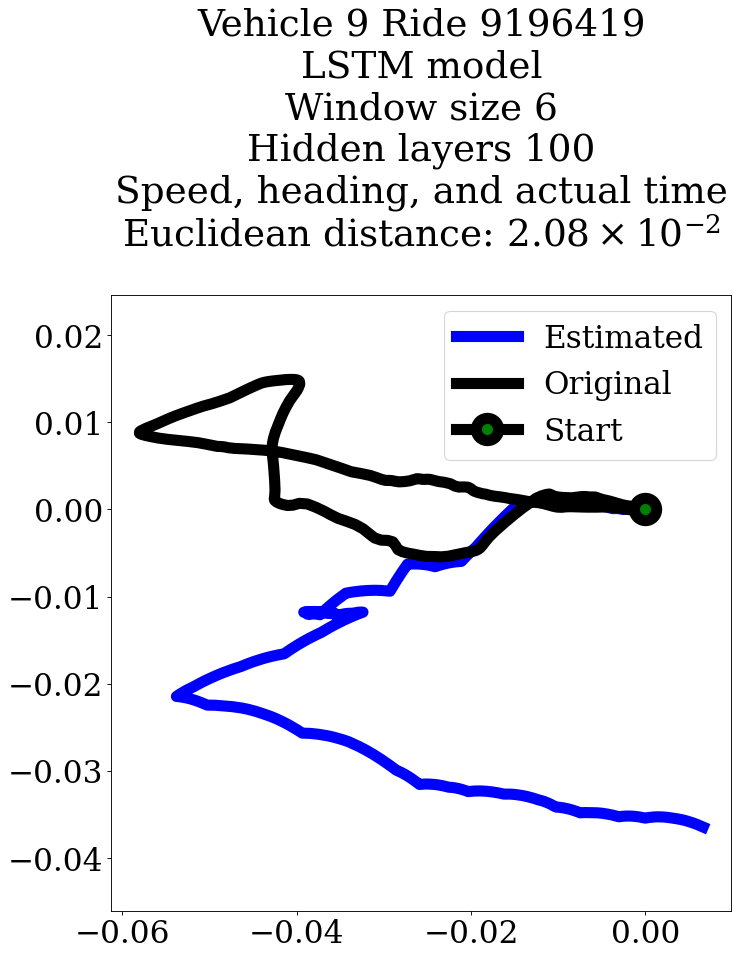 Vehicle 9 Ride 9196419
LSTM model
Window size 6
Hidden layers 100
Speed, heading, and actual time
Euclidean distance: 2.08 × 10⁻²
Estimated
Original
Start
0.02
0.01
0.00
−0.01
−0.02
−0.03
−0.04
−0.06
−0.04
−0.02
0.00